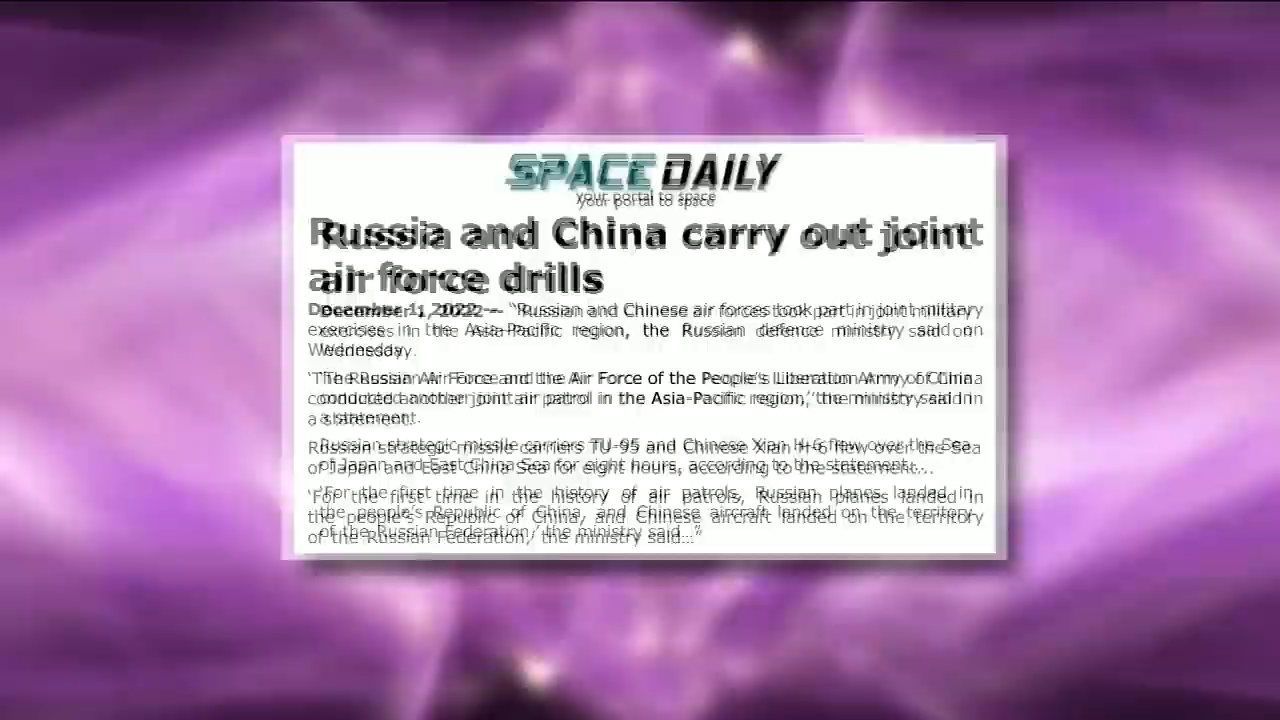 SPACE DAILY
your portal to space
Russia and China carry out joint
air force drills
December 1, 2022 -- "Russian and Chinese air forces took part in joint military
exercises in the Asia-Pacific region, the Russian defence ministry said on
Wednesday.
"The Russian Air Force and the Air Force of the People's Liberation Army of China
conducted another joint air patrol in the Asia-Pacific region,' the ministry said in
a statement.
Russian strategic missile carriers TU-95 and Chinese Xian H-6 flew over the Sea
of Japan and East China Sea for eight hours, according to the statement...
'For the first time in the history of air patrols, Russian planes landed in
the people's Republic of China, and Chinese aircraft landed on the territory
of the Russian Federation,' the ministry said..."